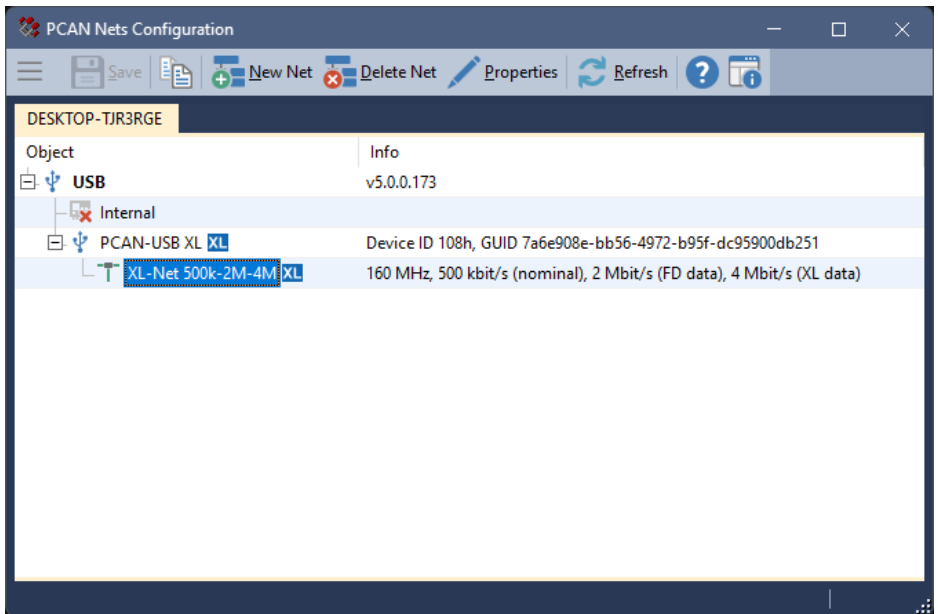 PCAN Nets Configuration
Save New Net Delete Net Properties Refresh ?
DESKTOP-TJR3RGE
Object Info
USB v5.0.0.173
Internal
PCAN-USB XL XL Device ID 108h, GUID 7a6e908e-bb56-4972-b95f-dc95900db251
XL-Net 500k-2M-4M XL 160 MHz, 500 kbit/s (nominal), 2 Mbit/s (FD data), 4 Mbit/s (XL data)